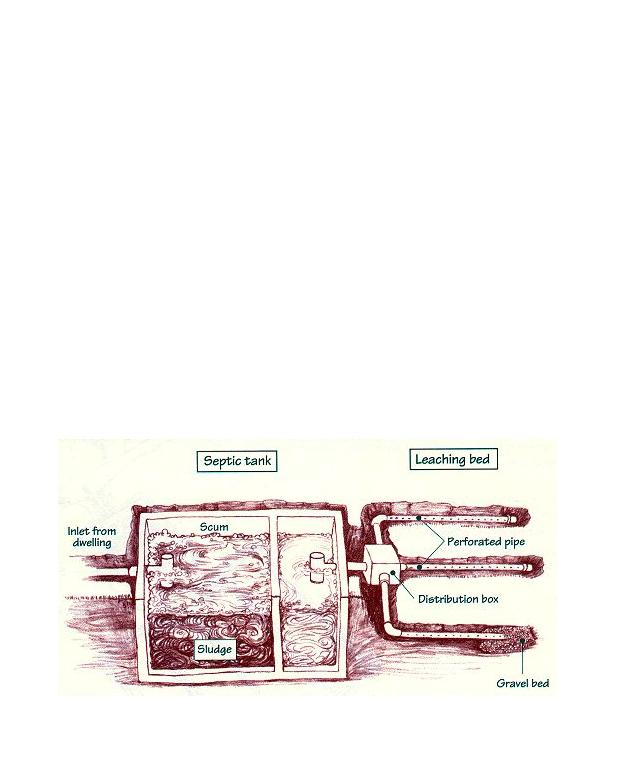 Septic tank
Leaching bed
Inlet from
dwelling
Scum
Perforated pipe
Distribution box
Sludge
Gravel bed